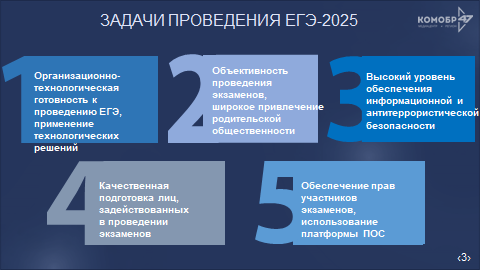 ЗАДАЧИ ПРОВЕДЕНИЯ ЕГЭ-2025
КОМОБР
1
Организационно-
технологическая
готовность к
проведению ЕГЭ,
применение
технологических
решений
2
Объективность
проведения
экзаменов,
широкое привлечение
родительской
общественности
3
Высокий уровень
обеспечения
информационной и
антитеррористической
безопасности
4
Качественная
подготовка лиц,
задействованных
в проведении
экзаменов
5
Обеспечение прав
участников
экзаменов,
использование
платформы ПОС
‹3›